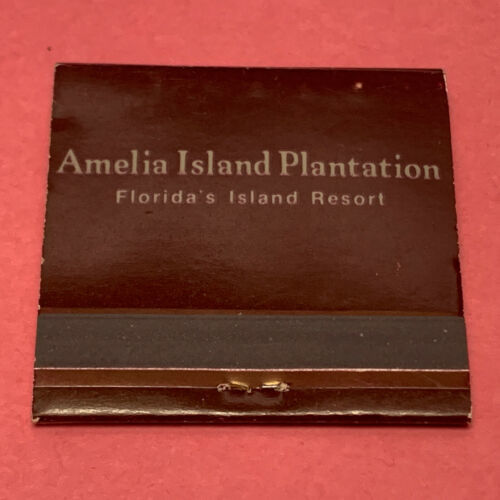 Amelia Island Plantation
Florida's Island Resort